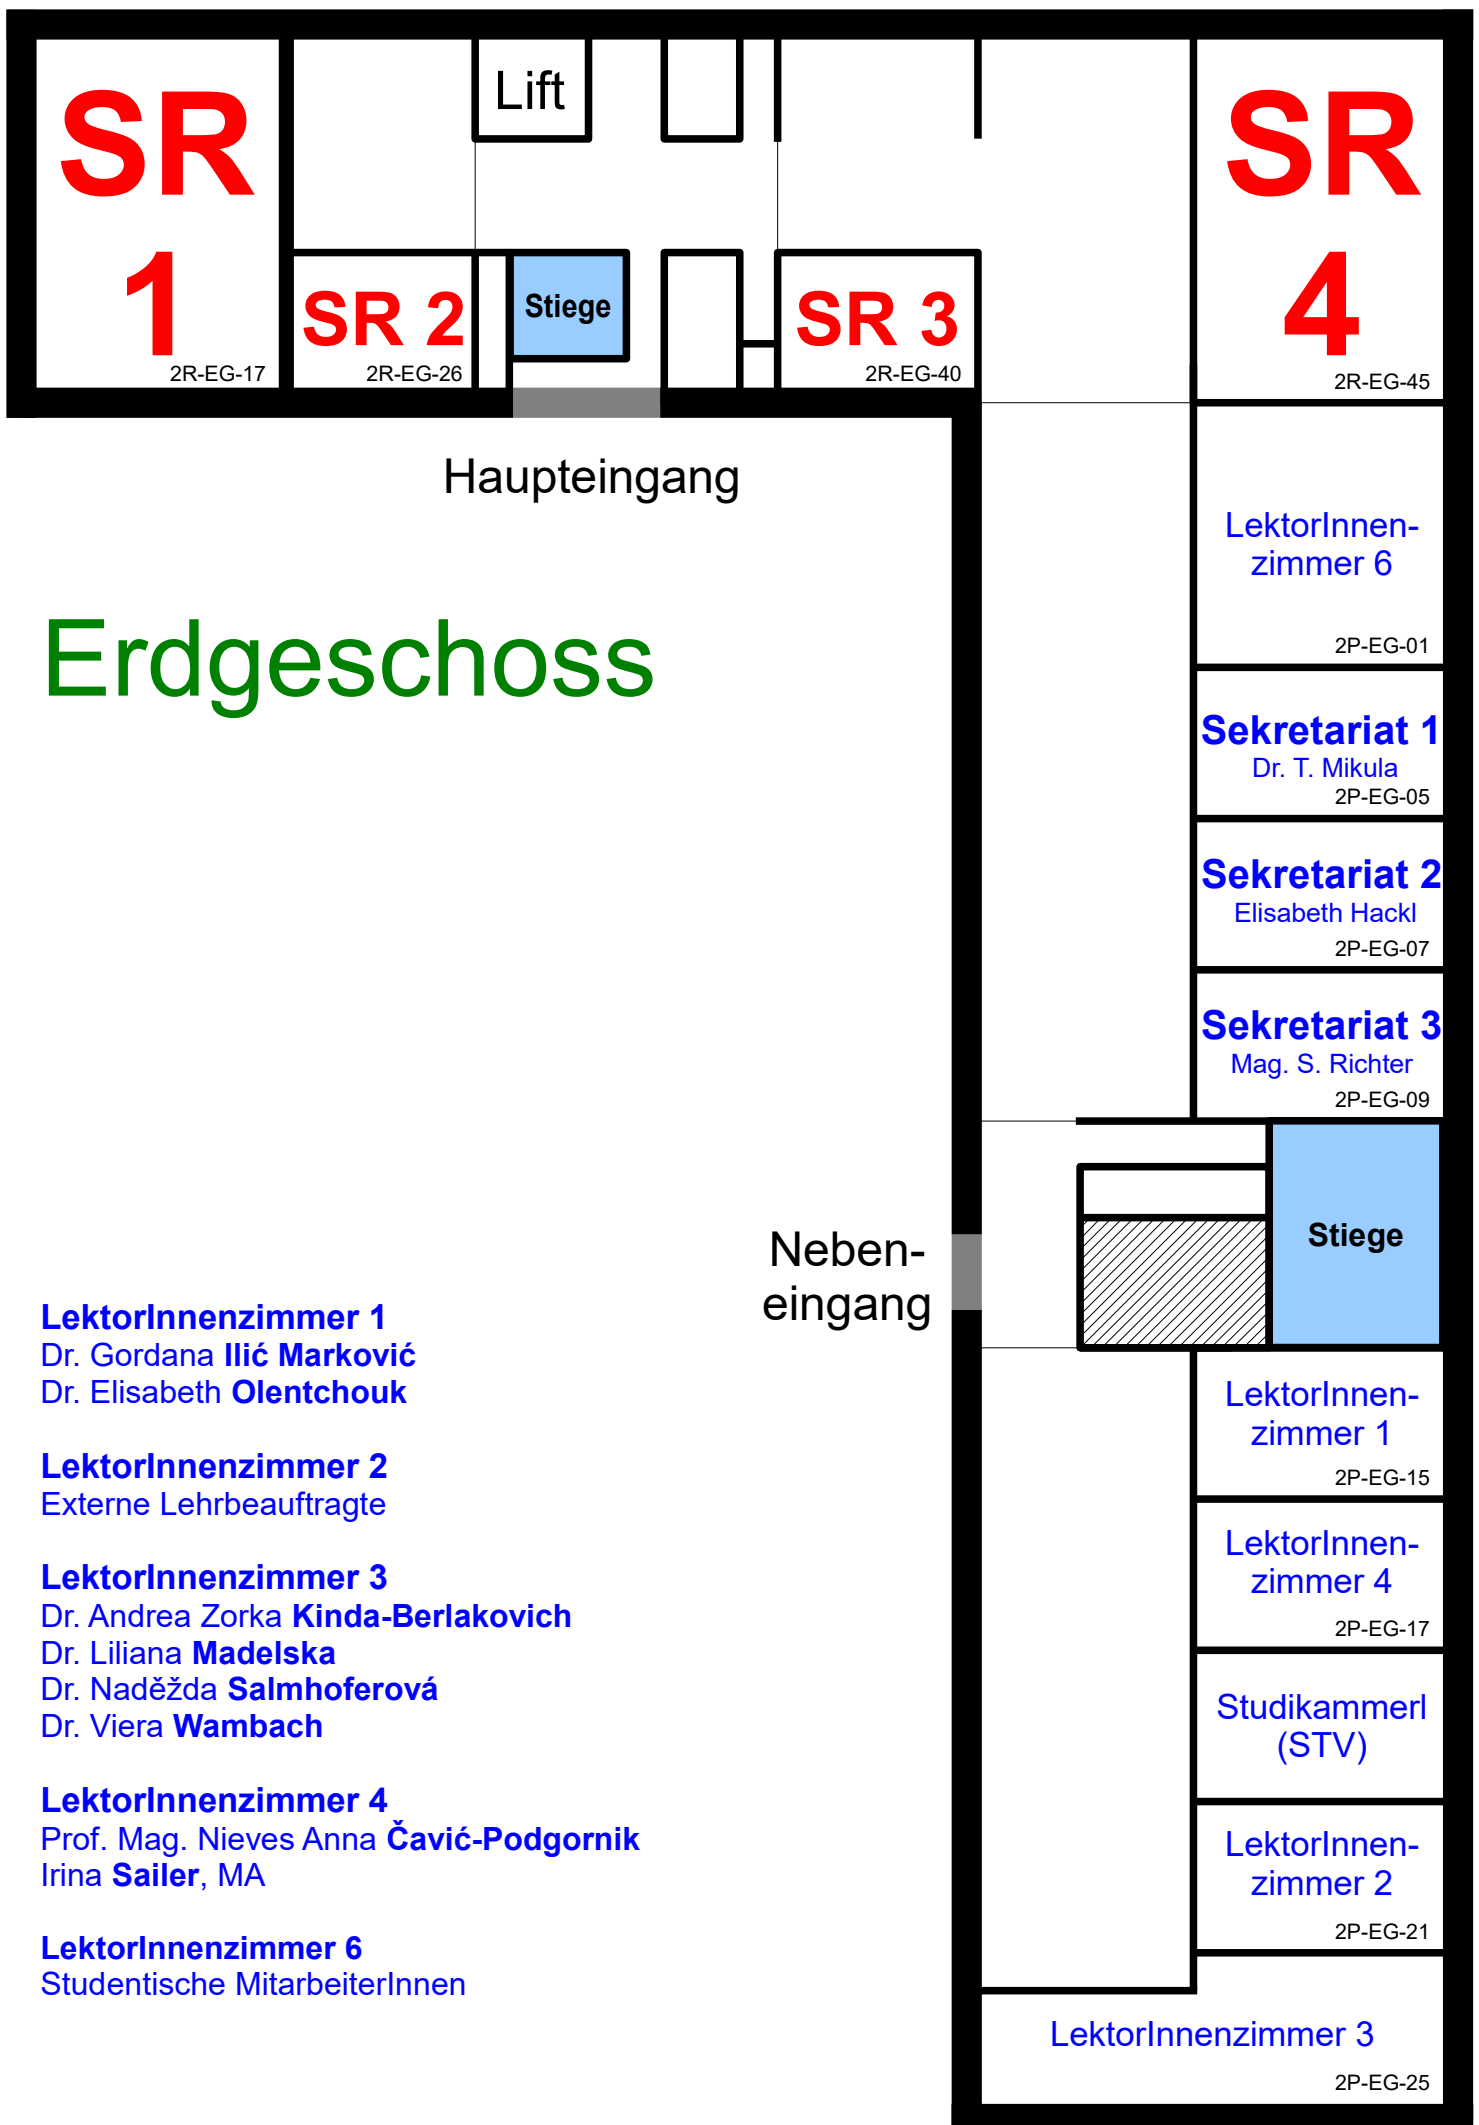 SR
1
2R-EG-17
SR 2
2R-EG-26
Lift
Stiege
SR 3
2R-EG-40
SR
4
2R-EG-45
Haupteingang
Erdgeschoss
LektorInnen-
zimmer 6
2P-EG-01
Sekretariat 1
Dr. T. Mikula
2P-EG-05
Sekretariat 2
Elisabeth Hackl
2P-EG-07
Sekretariat 3
Mag. S. Richter
2P-EG-09
Stiege
Neben-
eingang
LektorInnen-
zimmer 1
2P-EG-15
LektorInnen-
zimmer 4
2P-EG-17
Studikammerl
(STV)
LektorInnen-
zimmer 2
2P-EG-21
LektorInnenzimmer 3
2P-EG-25
LektorInnenzimmer 1
Dr. Gordana Ilić Marković
Dr. Elisabeth Olentchouk
LektorInnenzimmer 2
Externe Lehrbeauftragte
LektorInnenzimmer 3
Dr. Andrea Zorka Kinda-Berlakovich
Dr. Liliana Madelska
Dr. Naděžda Salmhoferová
Dr. Viera Wambach
LektorInnenzimmer 4
Prof. Mag. Nieves Anna Čavić-Podgornik
Irina Sailer, MA
LektorInnenzimmer 6
Studentische MitarbeiterInnen